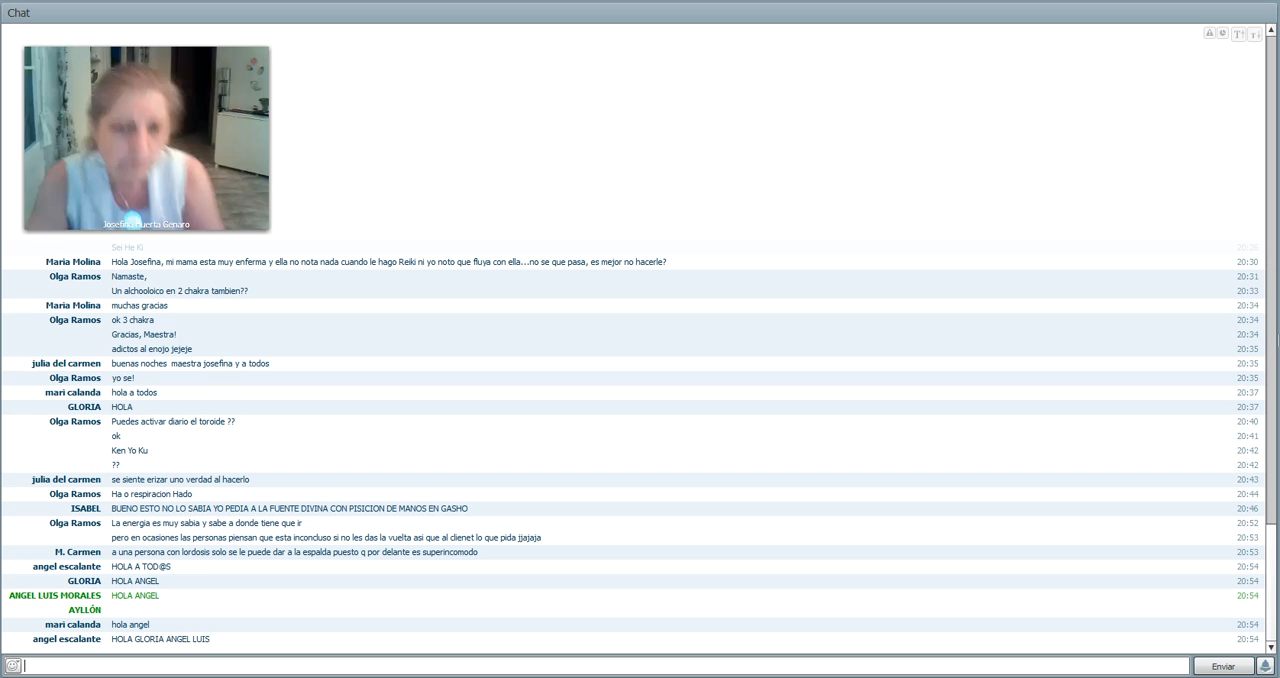 Chat
T↑ T↓
Josefina Huerta Genaro
Sei He Ki 20:26
Maria Molina Hola Josefina, mi mama esta muy enferma y ella no nota nada cuando le hago Reiki ni yo noto que fluya con ella...no se que pasa, es mejor no hacerle? 20:30
Olga Ramos Namaste, 20:31
Un alchooloico en 2 chakra tambien?? 20:33
Maria Molina muchas gracias 20:34
Olga Ramos ok 3 chakra 20:34
Gracias, Maestra! 20:34
adictos al enojo jejeje 20:35
julia del carmen buenas noches maestra josefina y a todos 20:35
Olga Ramos yo se! 20:35
mari calanda hola a todos 20:37
GLORIA HOLA 20:37
Olga Ramos Puedes activar diario el toroide ?? 20:40
ok 20:41
Ken Yo Ku 20:42
?? 20:42
julia del carmen se siente erizar uno verdad al hacerlo 20:43
Olga Ramos Ha o respiracion Hado 20:44
ISABEL BUENO ESTO NO LO SABIA YO PEDIA A LA FUENTE DIVINA CON PISICION DE MANOS EN GASHO 20:46
Olga Ramos La energia es muy sabia y sabe a donde tiene que ir 20:52
pero en ocasiones las personas piensan que esta inconcluso si no les das la vuelta asi que al clienet lo que pida jjajaja 20:53
M. Carmen a una persona con lordosis solo se le puede dar a la espalda puesto q por delante es superincomodo 20:53
angel escalante HOLA A TOD@S 20:54
GLORIA HOLA ANGEL 20:54
ANGEL LUIS MORALES HOLA ANGEL 20:54
AYLLÓN
mari calanda hola angel 20:54
angel escalante HOLA GLORIA ANGEL LUIS 20:54
Enviar